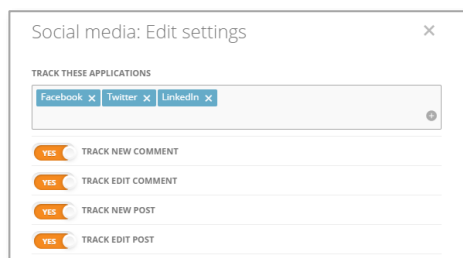 Social media: Edit settings
TRACK THESE APPLICATIONS
Facebook x Twitter x LinkedIn x
YES TRACK NEW COMMENT
YES TRACK EDIT COMMENT
YES TRACK NEW POST
YES TRACK EDIT POST